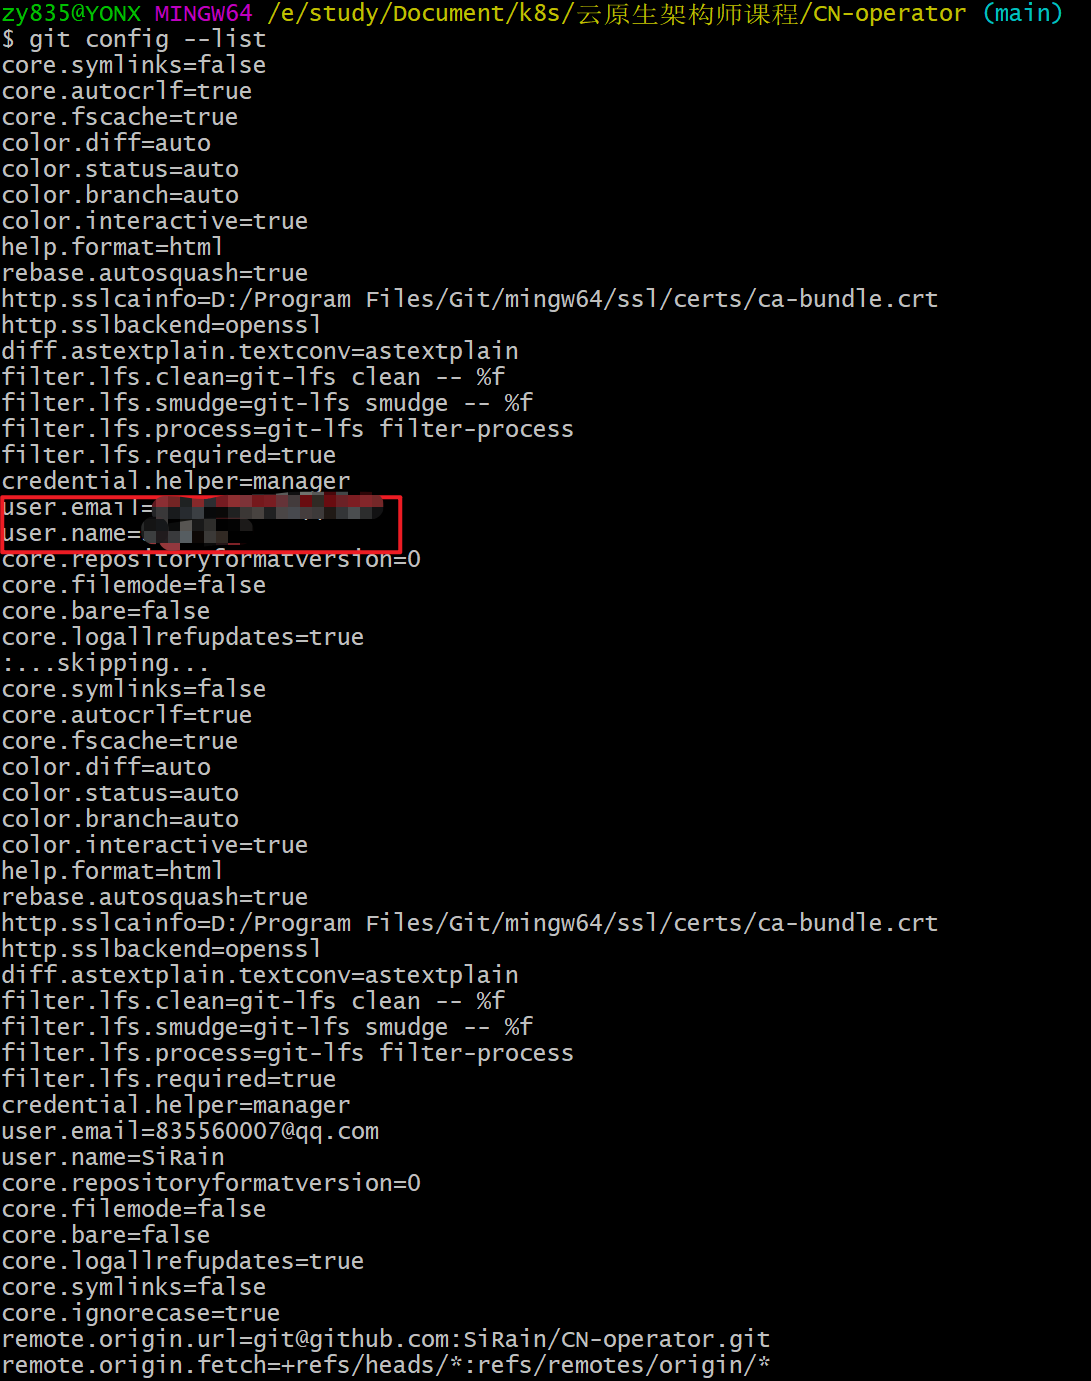 zy835@YONX MINGW64 /e/study/Document/k8s/云原生架构师课程/CN-operator (main)
$ git config --list
core.symlinks=false
core.autocrlf=true
core.fscache=true
color.diff=auto
color.status=auto
color.branch=auto
color.interactive=true
help.format=html
rebase.autosquash=true
http.sslcainfo=D:/Program Files/Git/mingw64/ssl/certs/ca-bundle.crt
http.sslbackend=openssl
diff.astextplain.textconv=astextplain
filter.lfs.clean=git-lfs clean -- %f
filter.lfs.smudge=git-lfs smudge -- %f
filter.lfs.process=git-lfs filter-process
filter.lfs.required=true
credential.helper=manager
user.email=
user.name=
core.repositoryformatversion=0
core.filemode=false
core.bare=false
core.logallrefupdates=true
:...skipping...
core.symlinks=false
core.autocrlf=true
core.fscache=true
color.diff=auto
color.status=auto
color.branch=auto
color.interactive=true
help.format=html
rebase.autosquash=true
http.sslcainfo=D:/Program Files/Git/mingw64/ssl/certs/ca-bundle.crt
http.sslbackend=openssl
diff.astextplain.textconv=astextplain
filter.lfs.clean=git-lfs clean -- %f
filter.lfs.smudge=git-lfs smudge -- %f
filter.lfs.process=git-lfs filter-process
filter.lfs.required=true
credential.helper=manager
user.email=835560007@qq.com
user.name=SiRain
core.repositoryformatversion=0
core.filemode=false
core.bare=false
core.logallrefupdates=true
core.symlinks=false
core.ignorecase=true
remote.origin.url=git@github.com:SiRain/CN-operator.git
remote.origin.fetch=+refs/heads/*:refs/remotes/origin/*